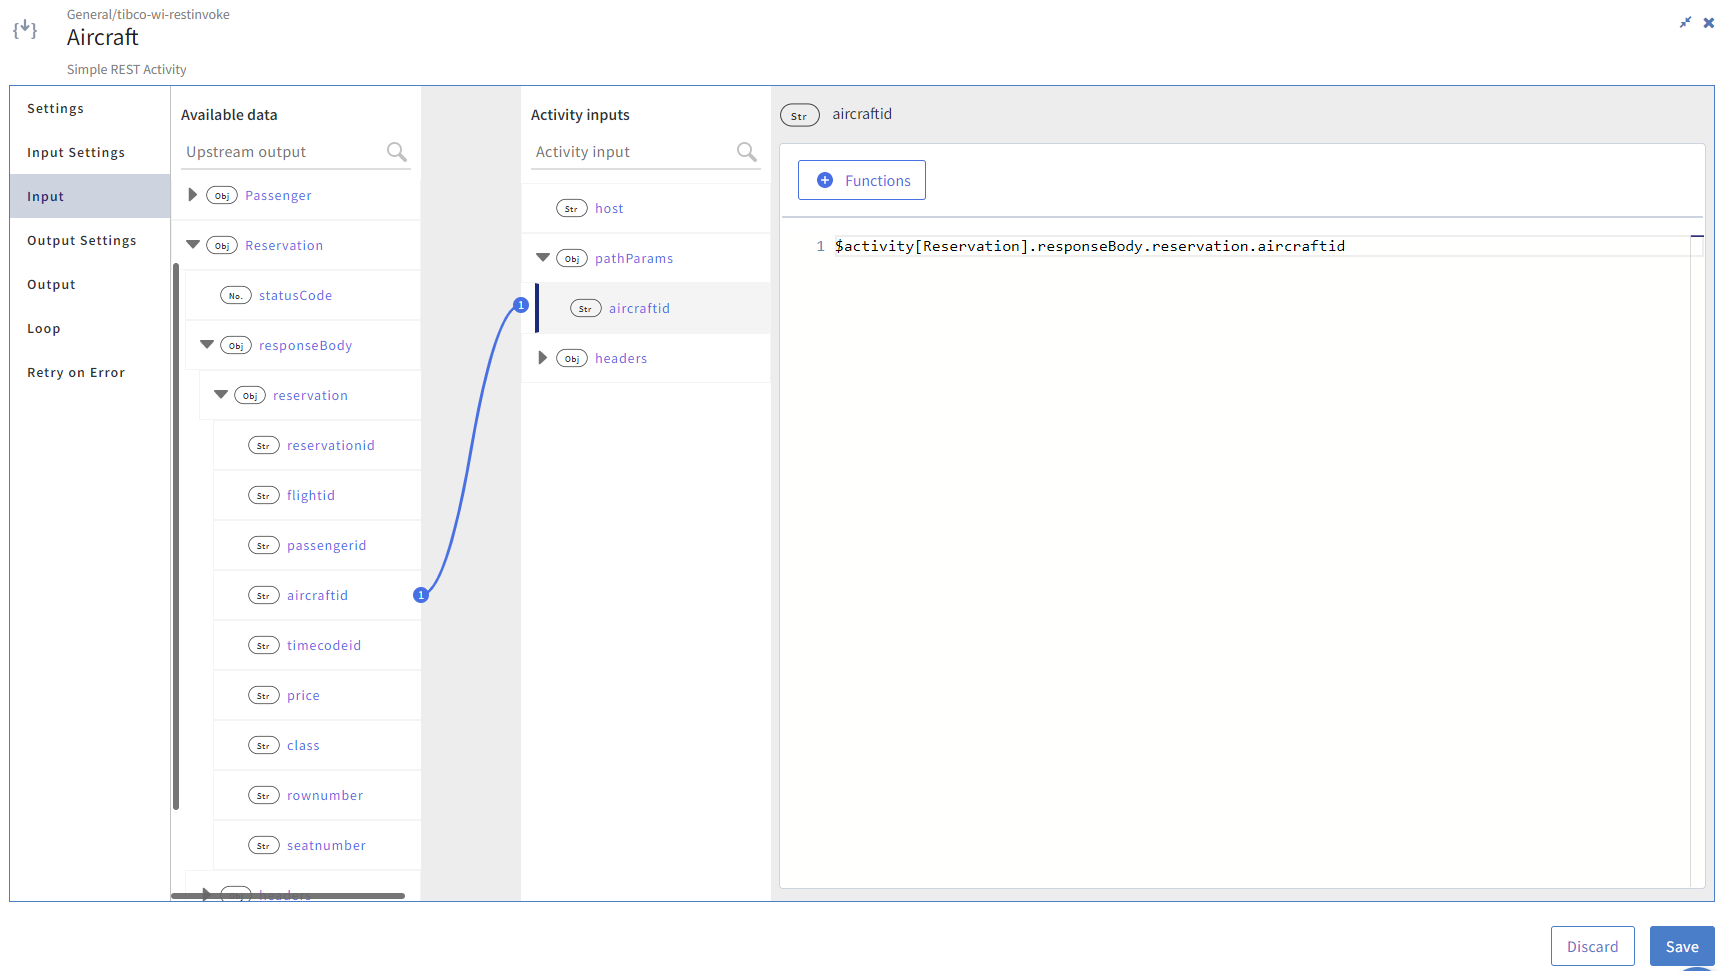 General/tibco-wi-restinvoke
Aircraft
Simple REST Activity
Settings
Input Settings
Input
Output Settings
Output
Loop
Retry on Error
Available data
Upstream output
Obj Passenger
Obj Reservation
No. statusCode
Obj responseBody
Obj reservation
Str reservationid
Str flightid
Str passengerid
Str aircraftid
1
Str timecodeid
Str price
Str class
Str rownumber
Str seatnumber
Obj headers
Activity inputs
Activity input
Str host
Obj pathParams
1
Str aircraftid
Obj headers
Str aircraftid
Functions
1 $activity[Reservation].responseBody.reservation.aircraftid
Discard
Save